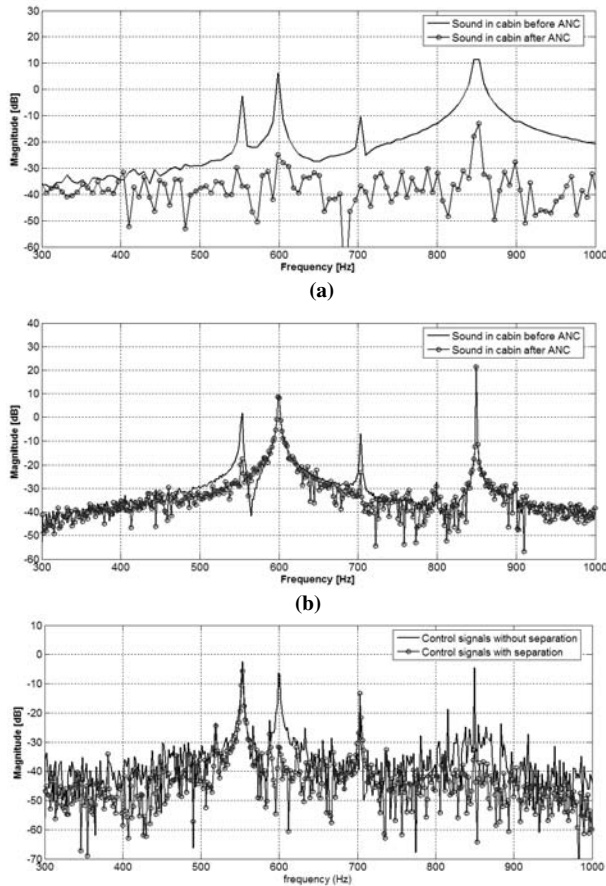 30
20
10
0
-10
-20
-30
-40
-50
-60
Magnitude [dB]
Sound in cabin before ANC
Sound in cabin after ANC
300 400 500 600 700 800 900 1000
Frequency [Hz]
(a)
40
30
20
10
0
-10
-20
-30
-40
-50
-60
Magnitude [dB]
Sound in cabin before ANC
Sound in cabin after ANC
300 400 500 600 700 800 900 1000
Frequency [Hz]
(b)
10
0
-10
-20
-30
-40
-50
-60
-70
Magnitude [dB]
Control signals without separation
Control signals with separation
300 400 500 600 700 800 900 1000
frequency (Hz)